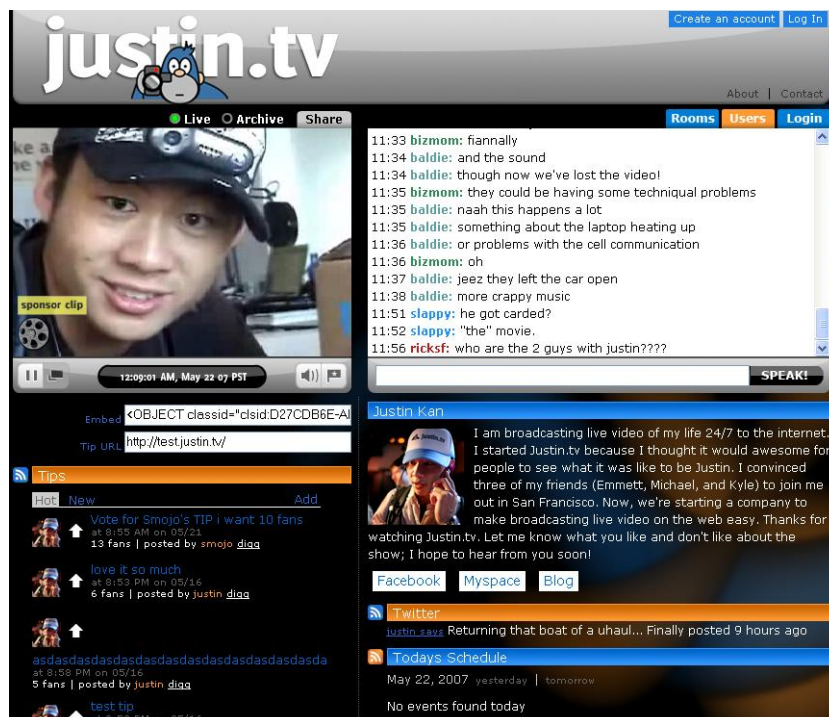 justin.tv
Create an account Log In
About | Contact
Live Archive Share
Rooms Users Login
sponsor clip
12:09:01 AM, May 22 07 PST
11:33 bizmom: fiannally
11:34 baldie: and the sound
11:34 baldie: though now we've lost the video!
11:35 bizmom: they could be having some techniqual problems
11:35 baldie: naah this happens a lot
11:35 baldie: something about the laptop heating up
11:36 baldie: or problems with the cell communication
11:36 bizmom: oh
11:37 baldie: jeez they left the car open
11:38 baldie: more crappy music
11:51 slappy: he got carded?
11:52 slappy: "the" movie.
11:56 ricksf: who are the 2 guys with justin????
SPEAK!
Embed <OBJECT classid="clsid:D27CDB6E-AI
Tip URL http://test.justin.tv/
Tips
Hot New Add
Vote for Smojo's TIP i want 10 fans
at 8:55 AM on 05/21
13 fans | posted by smojo digg
love it so much
at 8:53 PM on 05/16
6 fans | posted by justin digg
asdasdasdasdasdasdasdasdasdasdasdasda
at 8:58 PM on 05/16
5 fans | posted by justin digg
test tip
Justin Kan
I am broadcasting live video of my life 24/7 to the internet.
I started Justin.tv because I thought it would awesome for
people to see what it was like to be Justin. I convinced
three of my friends (Emmett, Michael, and Kyle) to join me
out in San Francisco. Now, we're starting a company to
make broadcasting live video on the web easy. Thanks for
watching Justin.tv. Let me know what you like and don't like about the
show; I hope to hear from you soon!
Facebook Myspace Blog
Twitter
justin says Returning that boat of a uhaul... Finally posted 9 hours ago
Todays Schedule
May 22, 2007 yesterday | tomorrow
No events found today